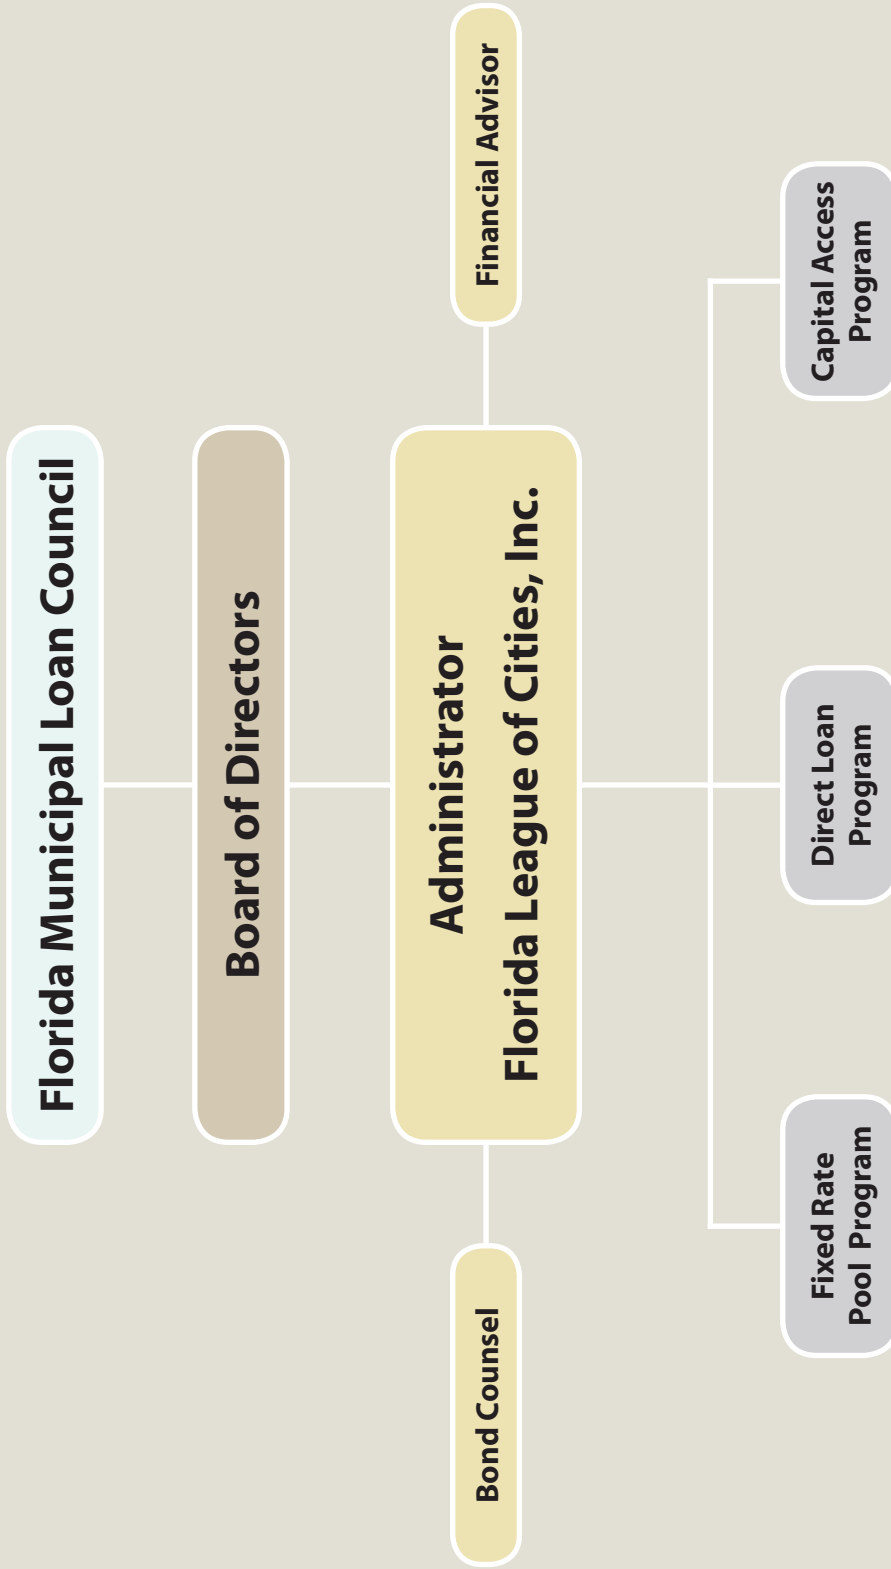 Florida Municipal Loan Council
Board of Directors
Administrator
Florida League of Cities, Inc.
Bond Counsel
Financial Advisor
Fixed Rate
Pool Program
Direct Loan
Program
Capital Access
Program